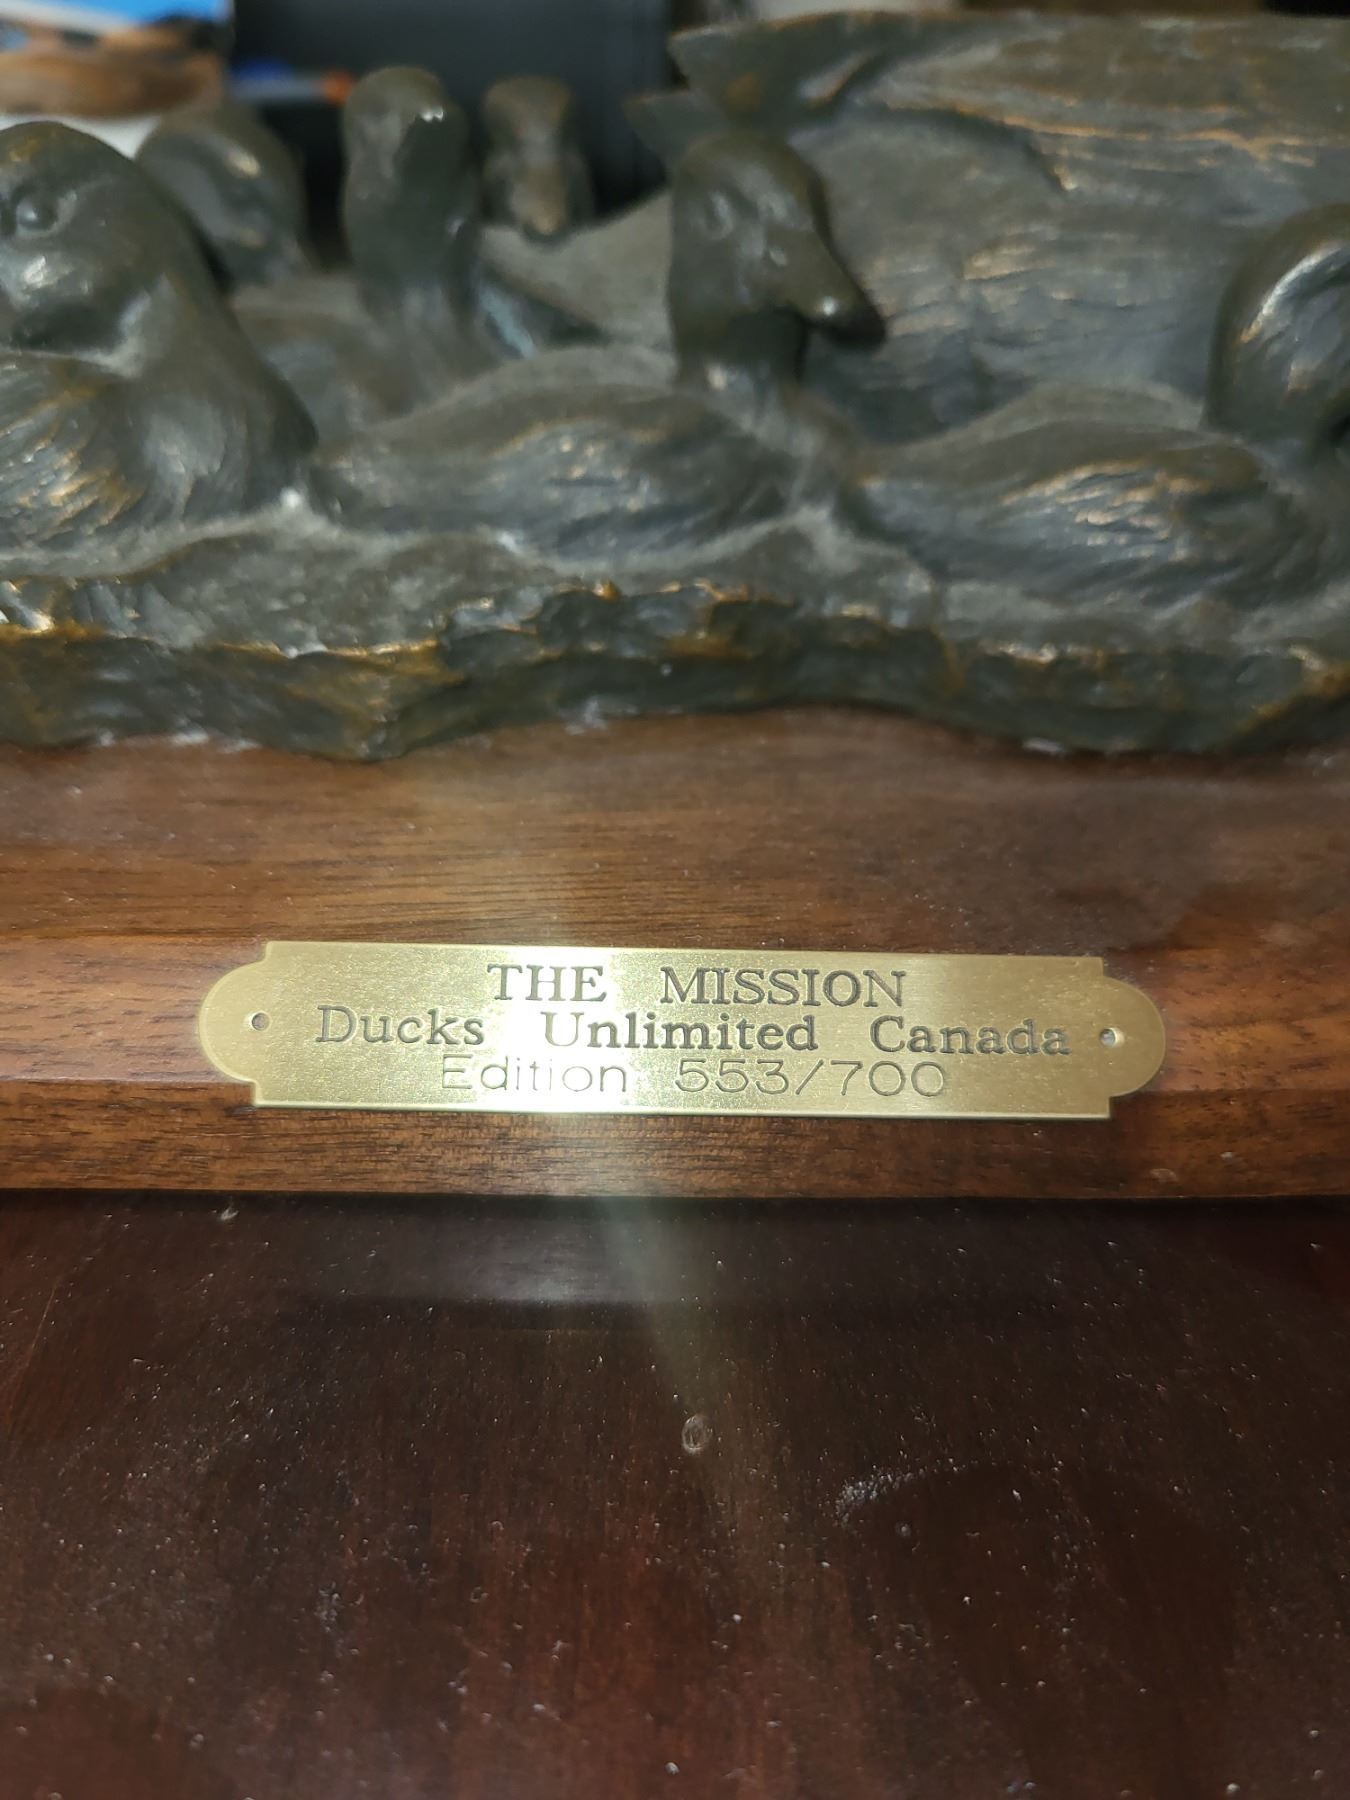 THE MISSION
Ducks Unlimited Canada
Edition 553/700